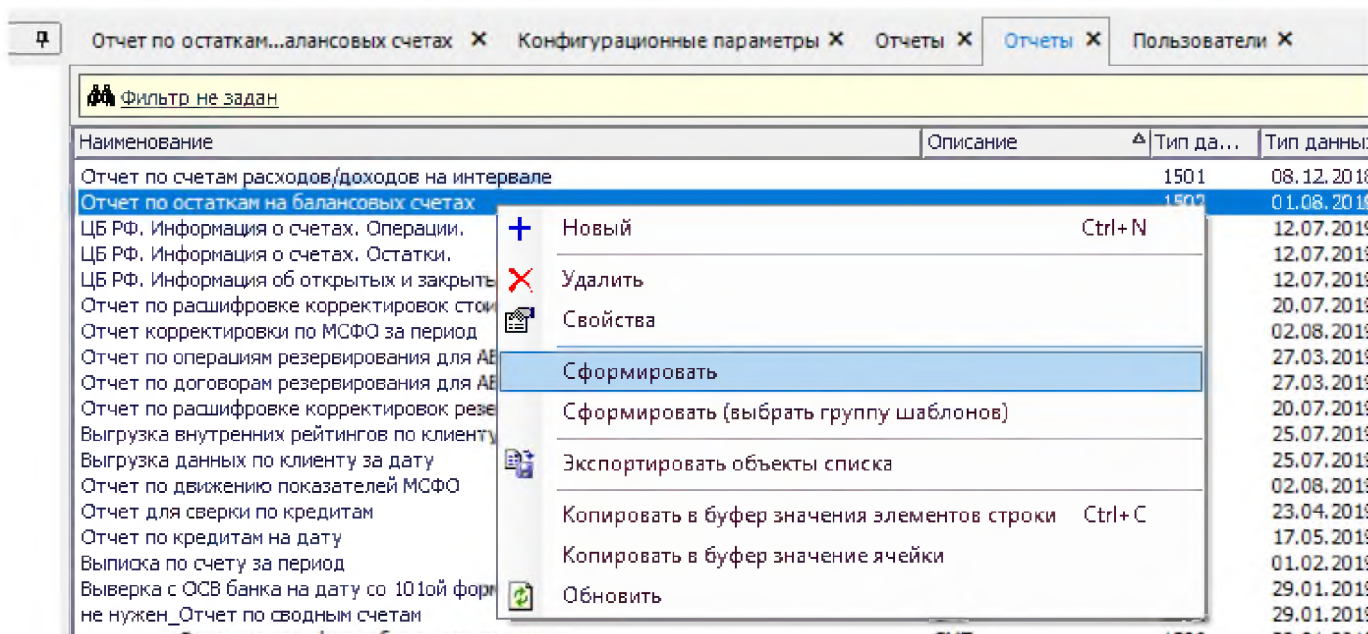 Отчет по остаткам...алансовых счетах Конфигурационные параметры Отчеты Отчеты Пользователи
Фильтр не задан
Наименование Описание Тип да... Тип данных
Отчет по счетам расходов/доходов на интервале 1501 08.12.2018
Отчет по остаткам на балансовых счетах 1502 01.08.2019
ЦБ РФ. Информация о счетах. Операции. 12.07.2019
ЦБ РФ. Информация о счетах. Остатки. 12.07.2019
ЦБ РФ. Информация об открытых и закрыты 12.07.2019
Отчет по расшифровке корректировок стои 20.07.2019
Отчет корректировки по МСФО за период 02.08.2019
Отчет по операциям резервирования для АБ 27.03.2019
Отчет по договорам резервирования для АБ 27.03.2019
Отчет по расшифровке корректировок резе 20.07.2019
Выгрузка внутренних рейтингов по клиенту 25.07.2019
Выгрузка данных по клиенту за дату 25.07.2019
Отчет по движению показателей МСФО 02.08.2019
Отчет для сверки по кредитам 23.04.2019
Отчет по кредитам на дату 17.05.2019
Выписка по счету за период 01.02.2019
Выверка с ОСВ банка на дату со 101ой форм 29.01.2019
не нужен_Отчет по сводным счетам 29.01.2019
Новый Ctrl+N
Удалить
Свойства
Сформировать
Сформировать (выбрать группу шаблонов)
Экспортировать объекты списка
Копировать в буфер значения элементов строки Ctrl+C
Копировать в буфер значение ячейки
Обновить